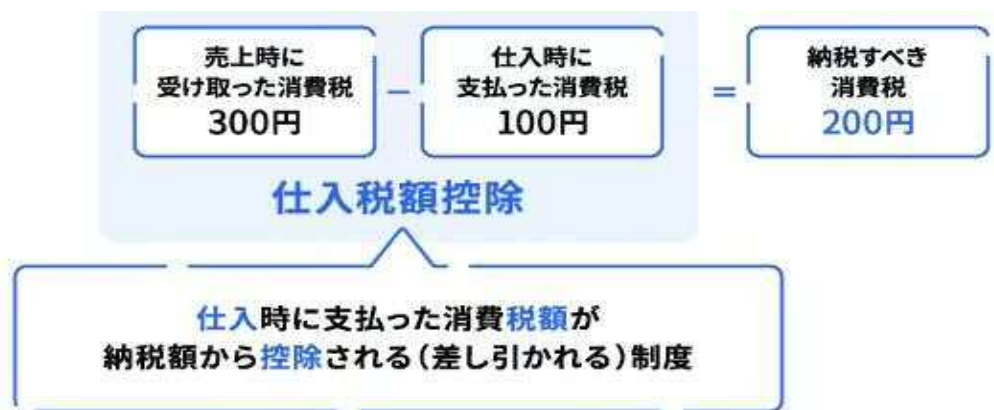 売上時に
受け取った消費税
300円
−
仕入時に
支払った消費税
100円
=
納税すべき
消費税
200円
仕入税額控除
仕入時に支払った消費税額が
納税額から控除される(差し引かれる)制度